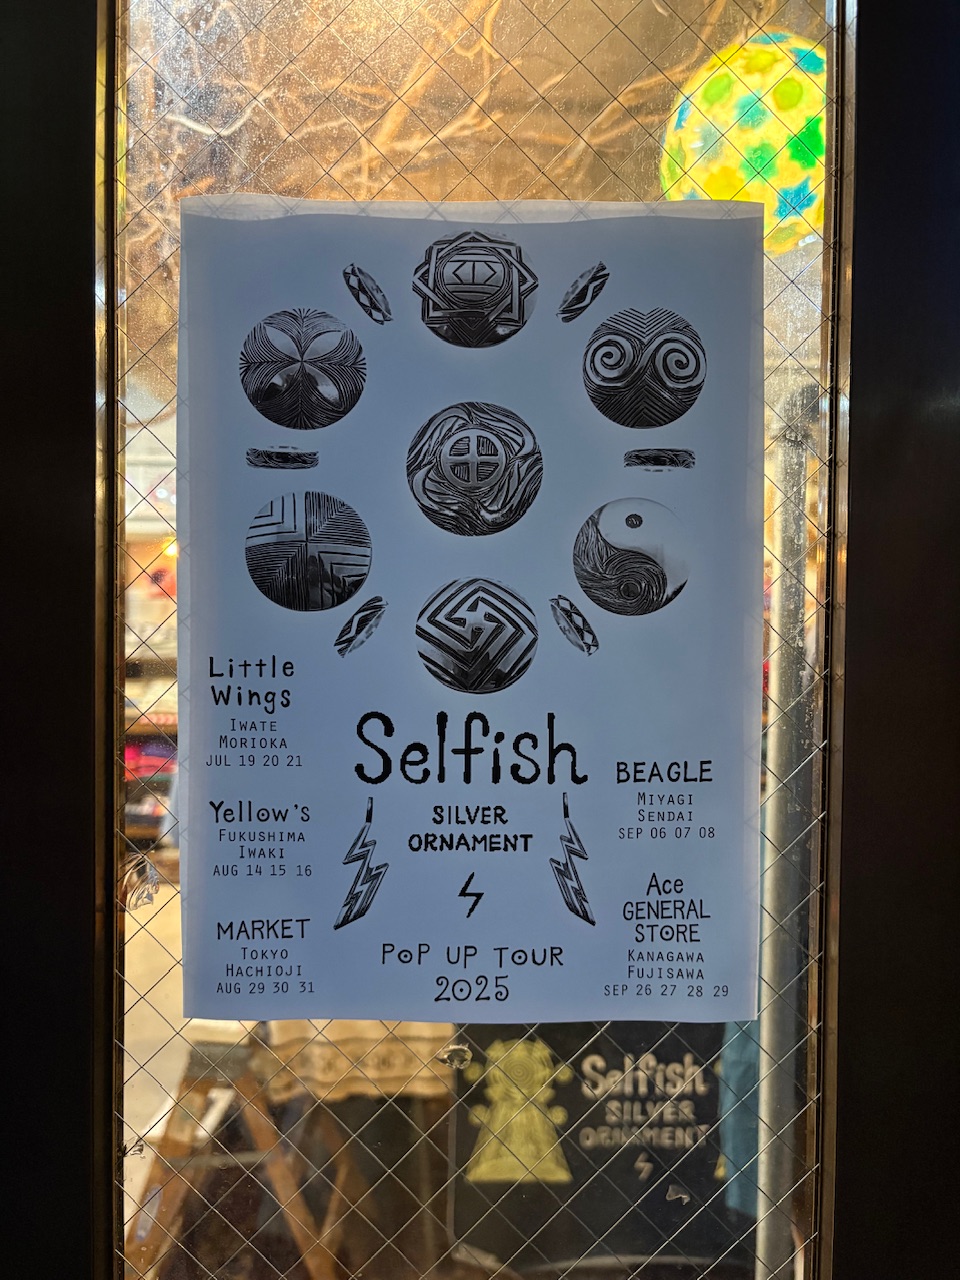 Little
Wings
IWATE
MORIOKA
JUL 19 20 21
Yellow's
FUKUSHIMA
IWAKI
AUG 14 15 16
MARKET
TOKYO
HACHIOJI
AUG 29 30 31
Selfish
SILVER
ORNAMENT
POP UP TOUR
2025
BEAGLE
MIYAGI
SENDAI
SEP 06 07 08
Ace
GENERAL
STORE
KANAGAWA
FUJISAWA
SEP 26 27 28 29
Selfish
SILVER
ORNAMENT